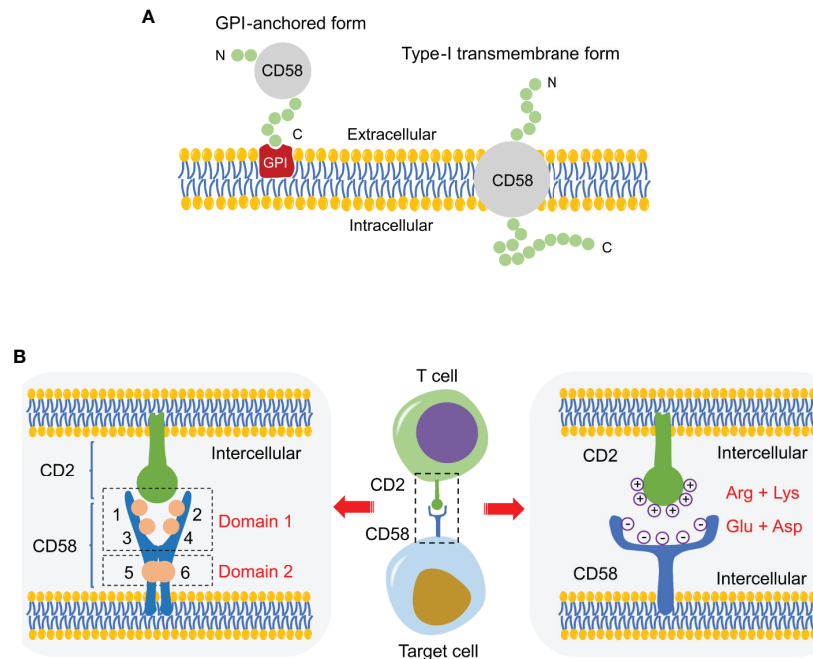 A
GPI-anchored form
N
CD58
C
GPI
Type-I transmembrane form
N
CD58
C
Extracellular
Intracellular
B
CD2
CD58
Intercellular
1 2
3 4
5 6
Domain 1
Domain 2
T cell
CD2
CD58
Target cell
Intercellular
CD2
+ + + + + +
Arg + Lys
- - - - - -
Glu + Asp
CD58
Intercellular